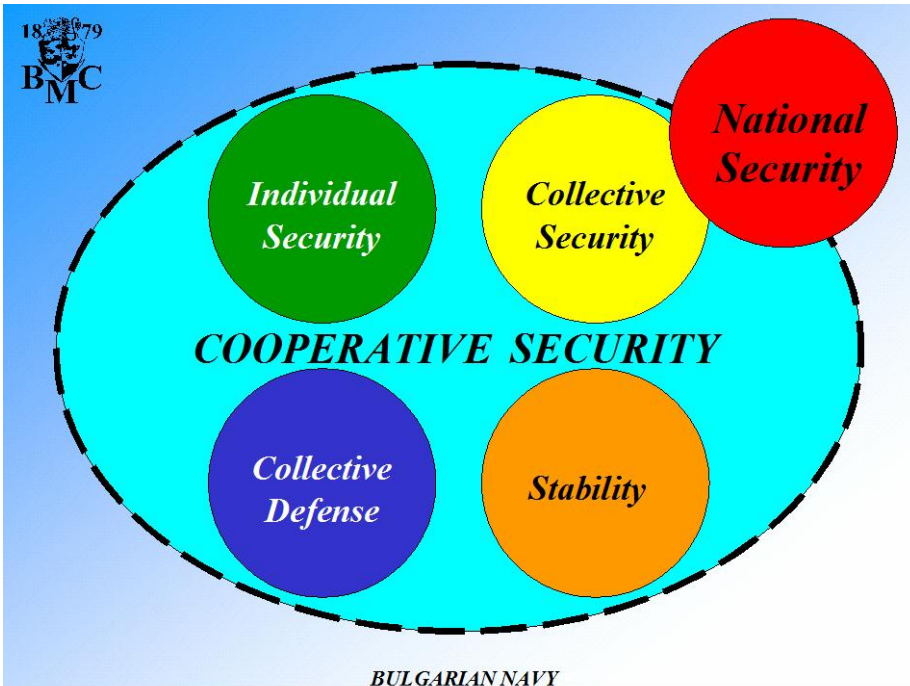 18 79
BMC
National
Security
Individual
Security
Collective
Security
COOPERATIVE SECURITY
Collective
Defense
Stability
BULGARIAN NAVY